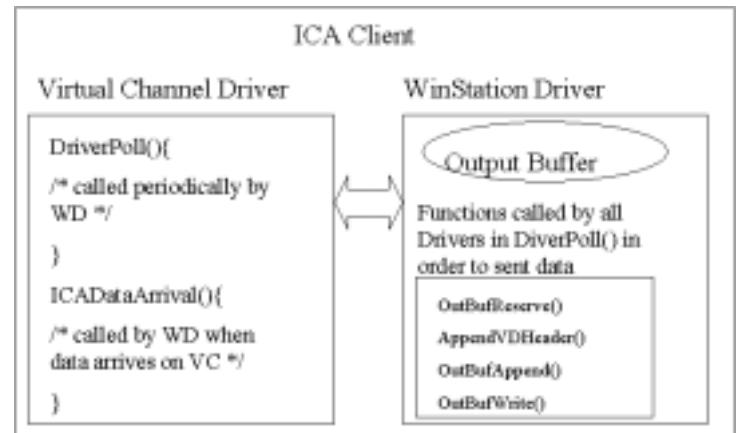 ICA Client
Virtual Channel Driver
DriverPoll(){
/* called periodically by
WD */
}
ICADataArrival(){
/* called by WD when
data arrives on VC */
}
WinStation Driver
Output Buffer
Functions called by all
Drivers in DiverPoll() in
order to sent data
OutBufReserve()
AppendVDHeader()
OutBufAppend()
OutBufWrite()